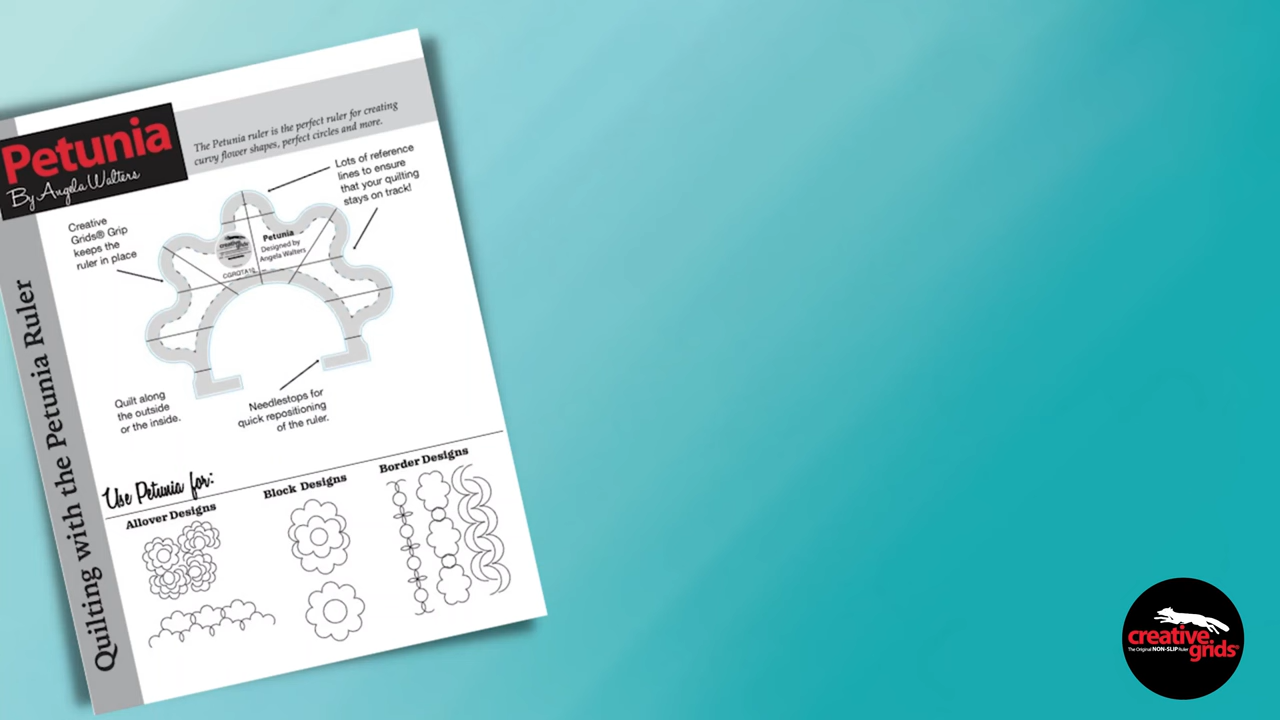 Petunia
By Angela Walters
The Petunia ruler is the perfect ruler for creating
curvy flower shapes, perfect circles and more.
Quilting with the Petunia Ruler
Creative
Grids® Grip
keeps the
ruler in place
Lots of reference
lines to ensure
that your quilting
stays on track!
creative
grids
Petunia
Designed by
Angela Walters
Quilt along
the outside
or the inside.
Needlestops for
quick repositioning
of the ruler.
Use Petunia for:
Allover Designs
Block Designs
Border Designs
creative
grids®
The Original NON-SLIP Ruler